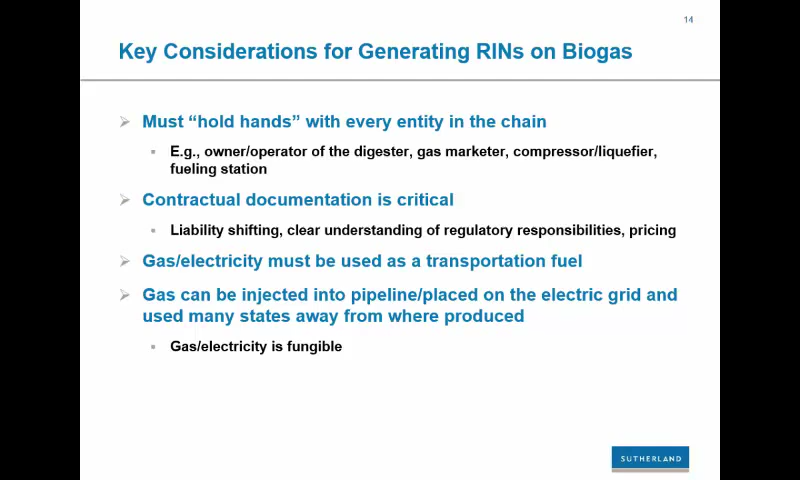 14
Key Considerations for Generating RINs on Biogas
Must “hold hands” with every entity in the chain
E.g., owner/operator of the digester, gas marketer, compressor/liquefier,
fueling station
Contractual documentation is critical
Liability shifting, clear understanding of regulatory responsibilities, pricing
Gas/electricity must be used as a transportation fuel
Gas can be injected into pipeline/placed on the electric grid and
used many states away from where produced
Gas/electricity is fungible
SUTHERLAND